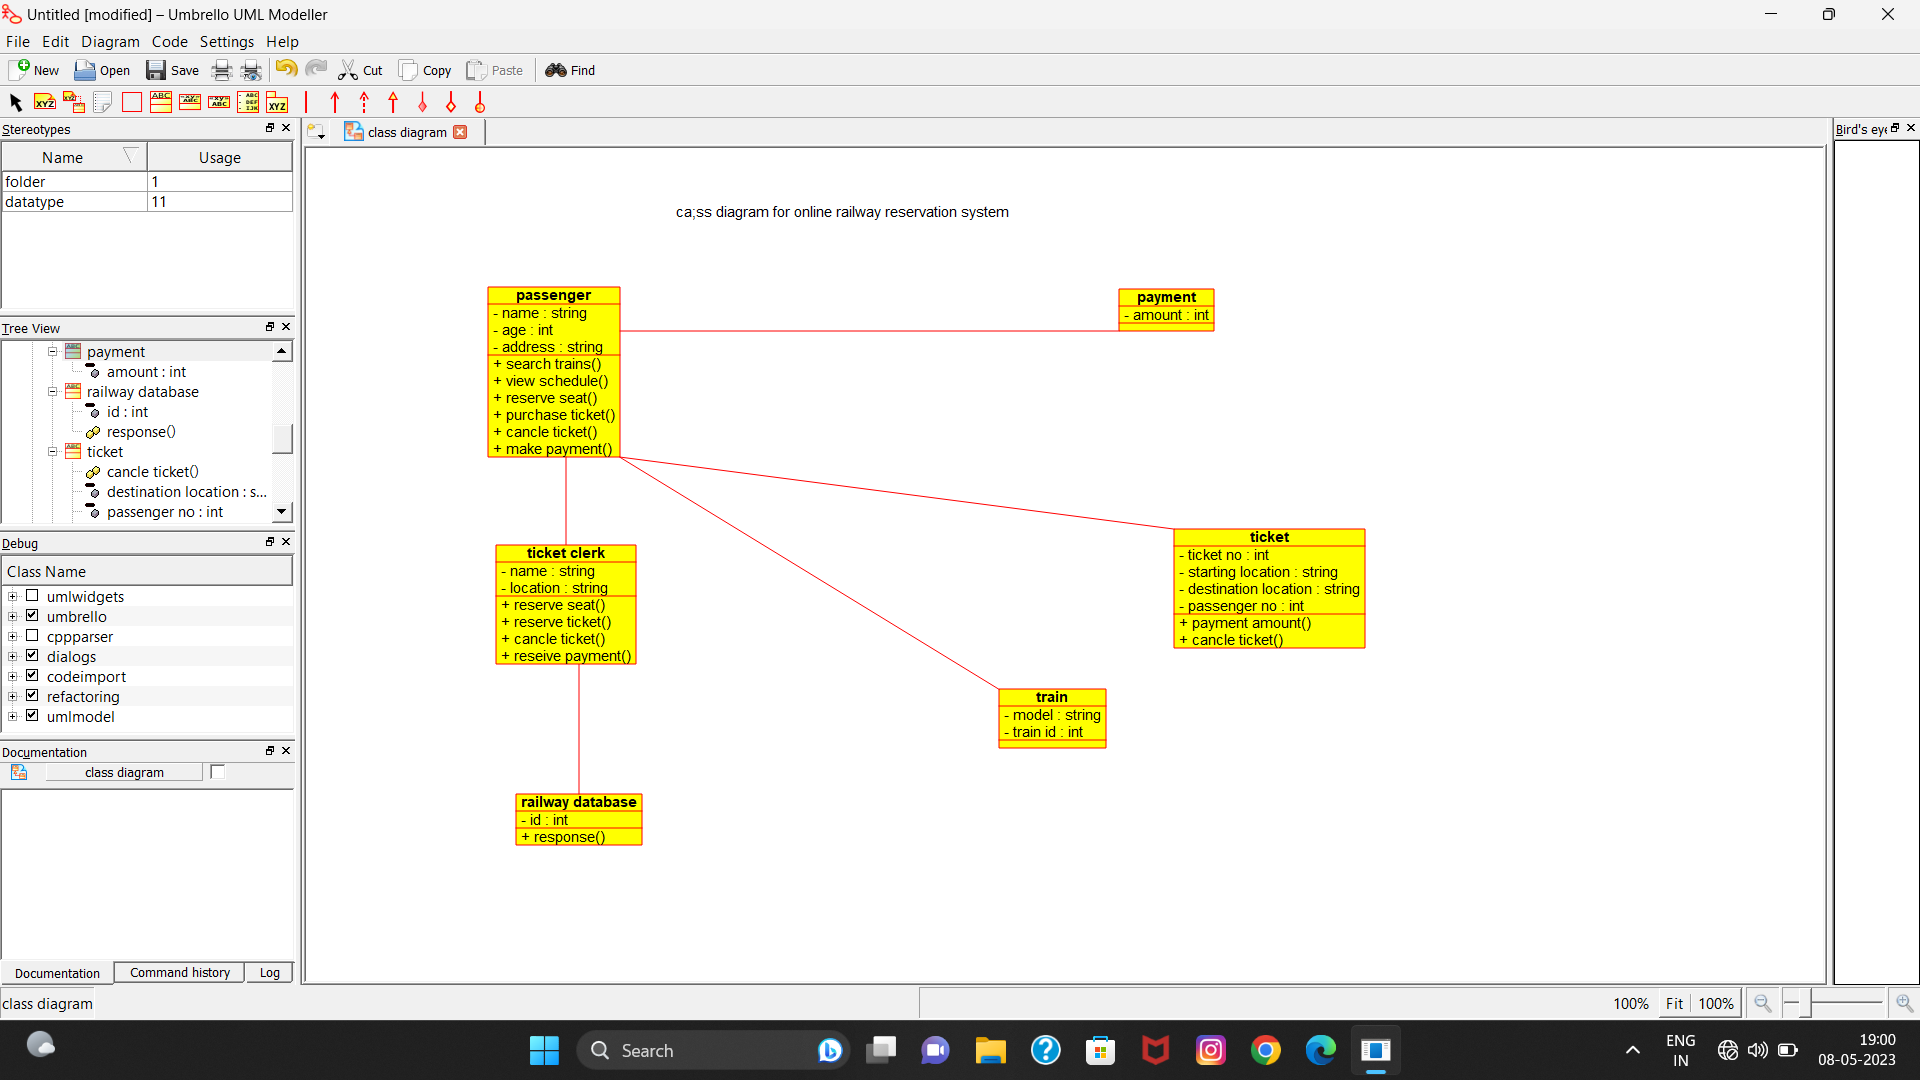 Untitled [modified] – Umbrello UML Modeller
File Edit Diagram Code Settings Help
New Open Save Cut Copy Paste Find
Stereotypes
Name Usage
folder 1
datatype 11
Tree View
payment
amount : int
railway database
id : int
response()
ticket
cancle ticket()
destination location : s...
passenger no : int
Debug
Class Name
umlwidgets
umbrello
cppparser
dialogs
codeimport
refactoring
umlmodel
Documentation
class diagram
Documentation Command history Log
class diagram
class diagram
Bird's eye
ca;ss diagram for online railway reservation system
passenger
- name : string
- age : int
- address : string
+ search trains()
+ view schedule()
+ reserve seat()
+ purchase ticket()
+ cancle ticket()
+ make payment()
payment
- amount : int
ticket clerk
- name : string
- location : string
+ reserve seat()
+ reserve ticket()
+ cancle ticket()
+ reseive payment()
ticket
- ticket no : int
- starting location : string
- destination location : string
- passenger no : int
+ payment amount()
+ cancle ticket()
train
- model : string
- train id : int
railway database
- id : int
+ response()
100% Fit 100%
Search
ENG
IN
19:00
08-05-2023